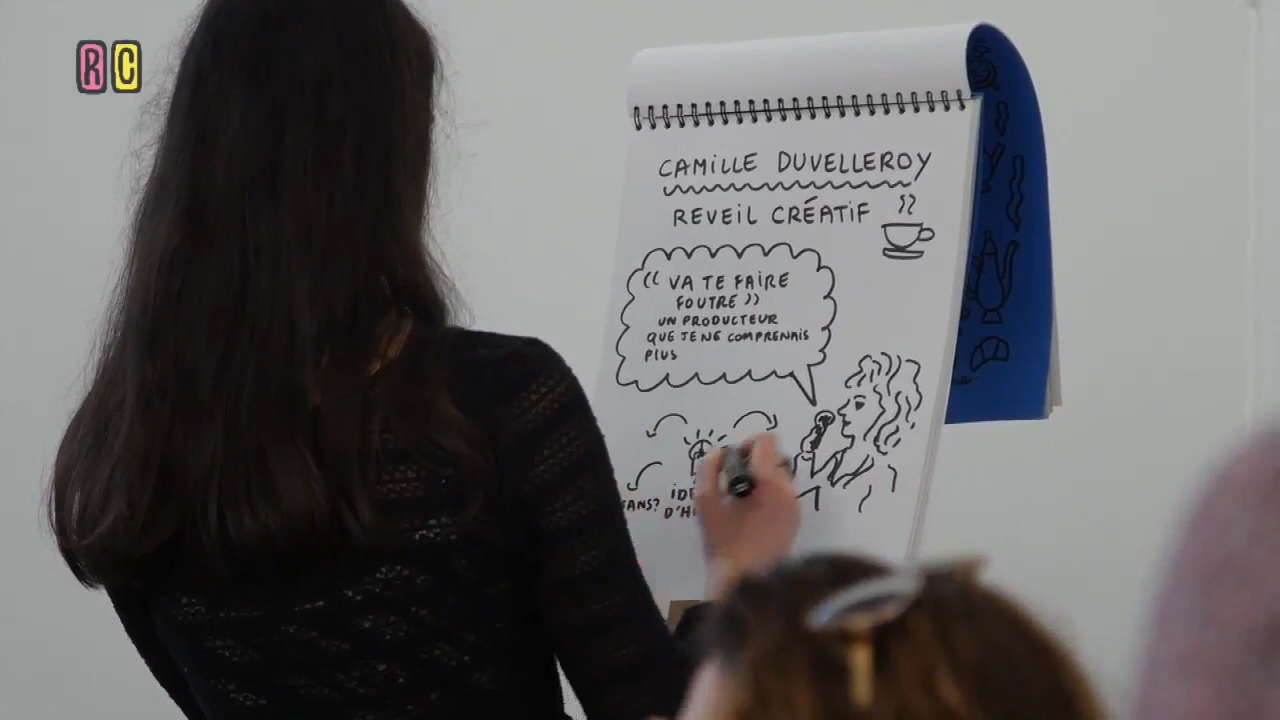 RC
CAMILLE DUVELLEROY
REVEIL CRÉATIF
(( VA TE FAIRE
FOUTRE ))
UN PRODUCTEUR
QUE JE NE COMPRENAIS
PLUS